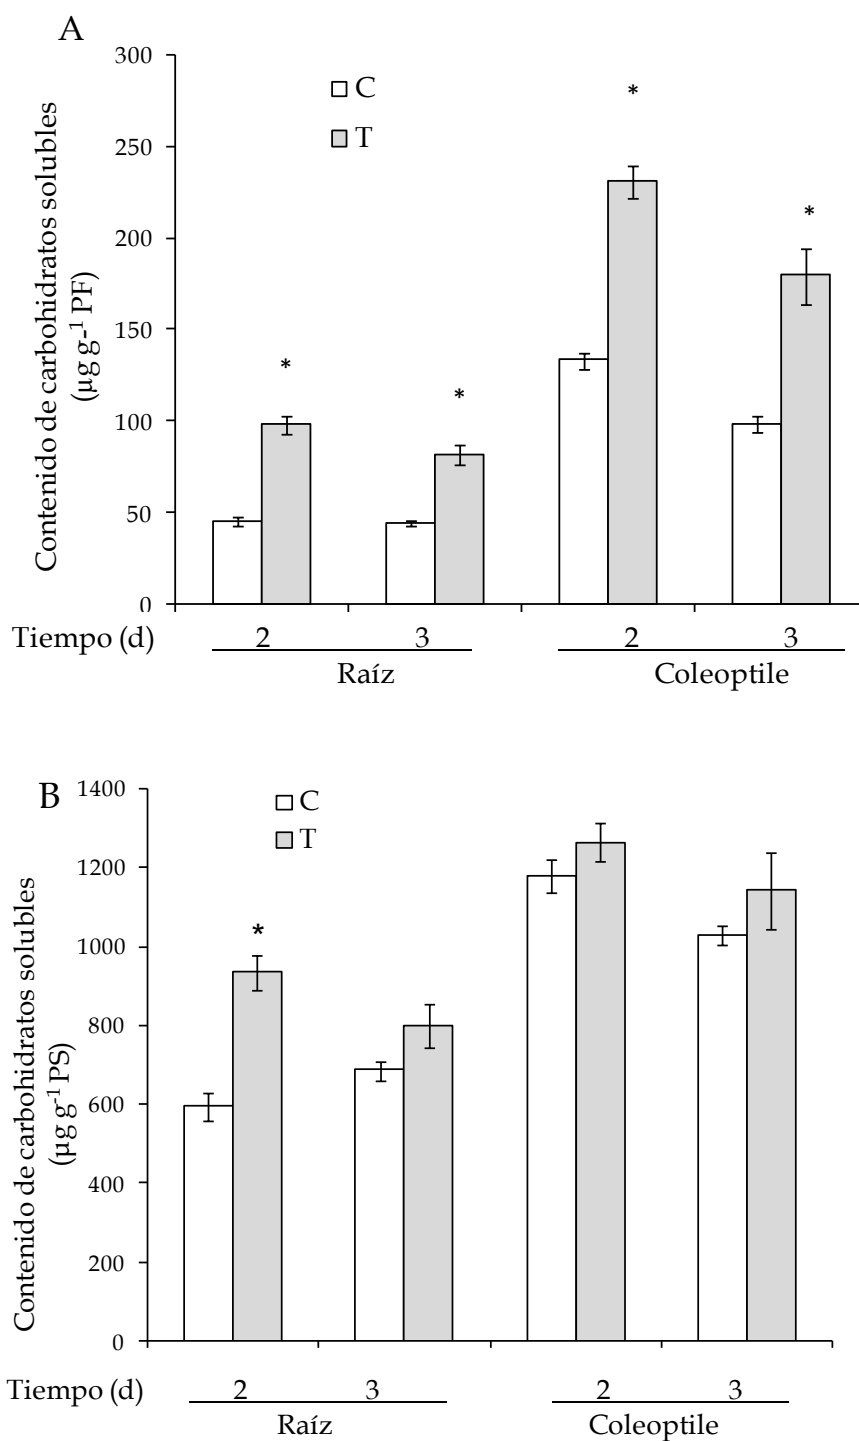 A
Contenido de carbohidratos solubles
(µg g-1 PF)
300
250
200
150
100
50
0
C
T
*
*
*
*
Tiempo (d)
2
3
2
3
Raíz
Coleoptile
B
Contenido de carbohidratos solubles
(µg g-1 PS)
1400
1200
1000
800
600
400
200
0
C
T
*
Tiempo (d)
2
3
2
3
Raíz
Coleoptile